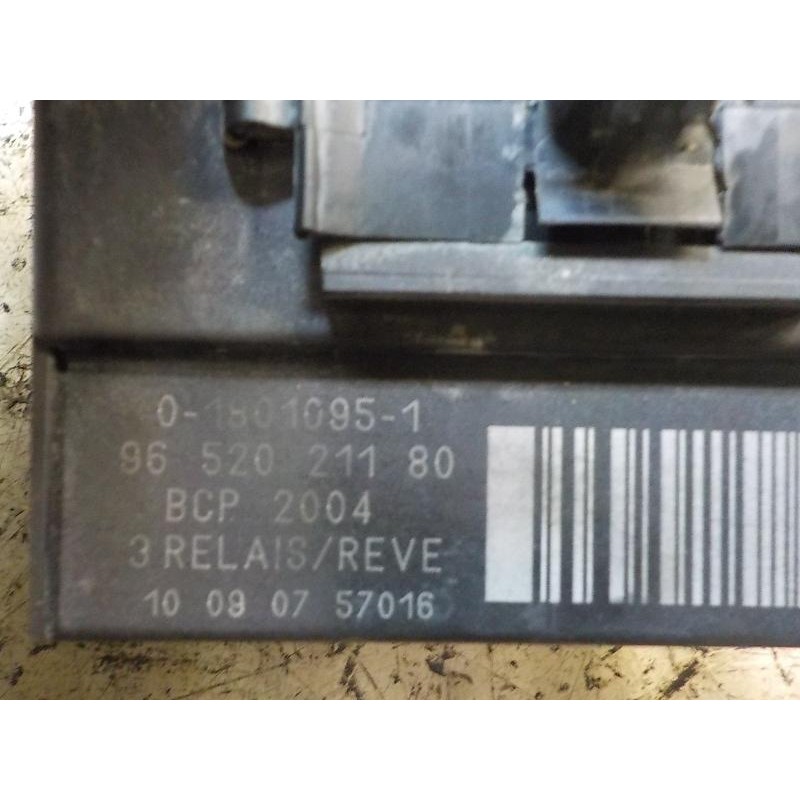 0-1801095-1
96 520 211 80
BCP 2004
3 RELAIS/REVE
10 09 07 57016